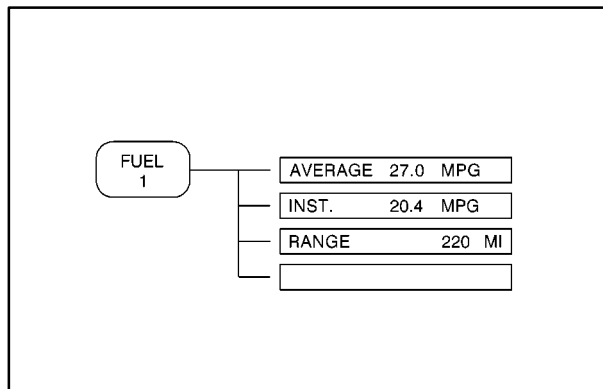 FUEL
1
AVERAGE 27.0 MPG
INST. 20.4 MPG
RANGE 220 MI